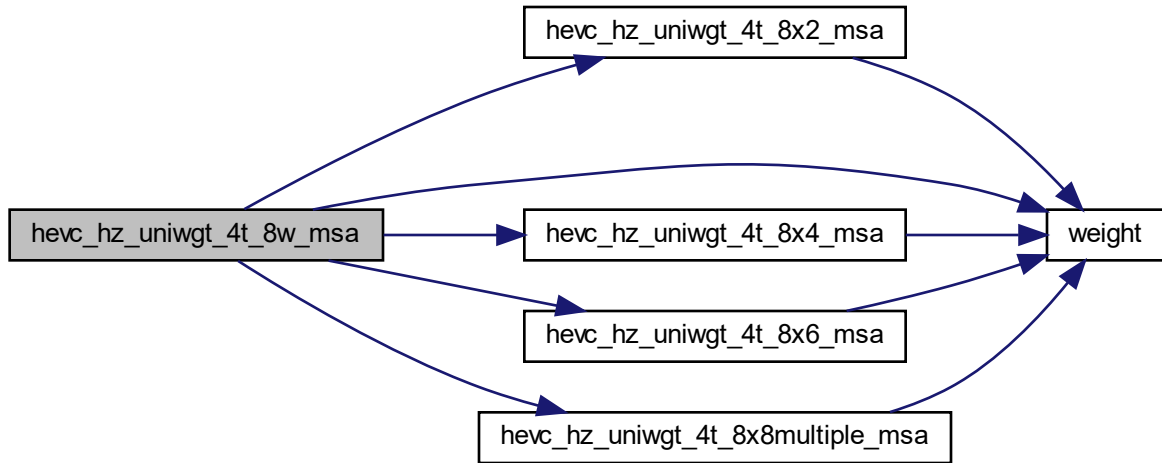 hevc_hz_uniwgt_4t_8x2_msa
hevc_hz_uniwgt_4t_8w_msa
hevc_hz_uniwgt_4t_8x4_msa
weight
hevc_hz_uniwgt_4t_8x6_msa
hevc_hz_uniwgt_4t_8x8multiple_msa